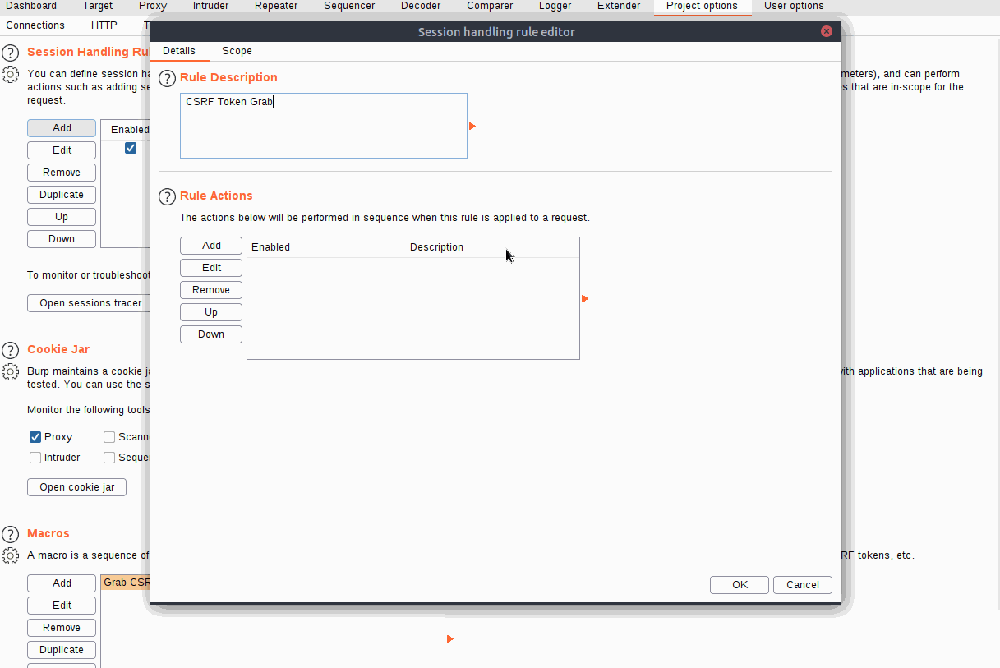 Dashboard Target Proxy Intruder Repeater Sequencer Decoder Comparer Logger Extender Project options User options
Connections HTTP T
Session handling rule editor
Details Scope
? Session Handling Ru
You can define session ha
actions such as adding se
request.
meters), and can perform
s that are in-scope for the
Add
Edit
Remove
Duplicate
Up
Down
Enabled
To monitor or troubleshoot
Open sessions tracer
? Rule Description
CSRF Token Grab
? Rule Actions
The actions below will be performed in sequence when this rule is applied to a request.
Add
Edit
Remove
Up
Down
Enabled Description
OK Cancel
? Cookie Jar
Burp maintains a cookie ja
tested. You can use the s
ith applications that are being
Monitor the following tools
Proxy Scann
Intruder Seque
Open cookie jar
? Macros
A macro is a sequence of
RF tokens, etc.
Add
Edit
Remove
Duplicate
Grab CSR